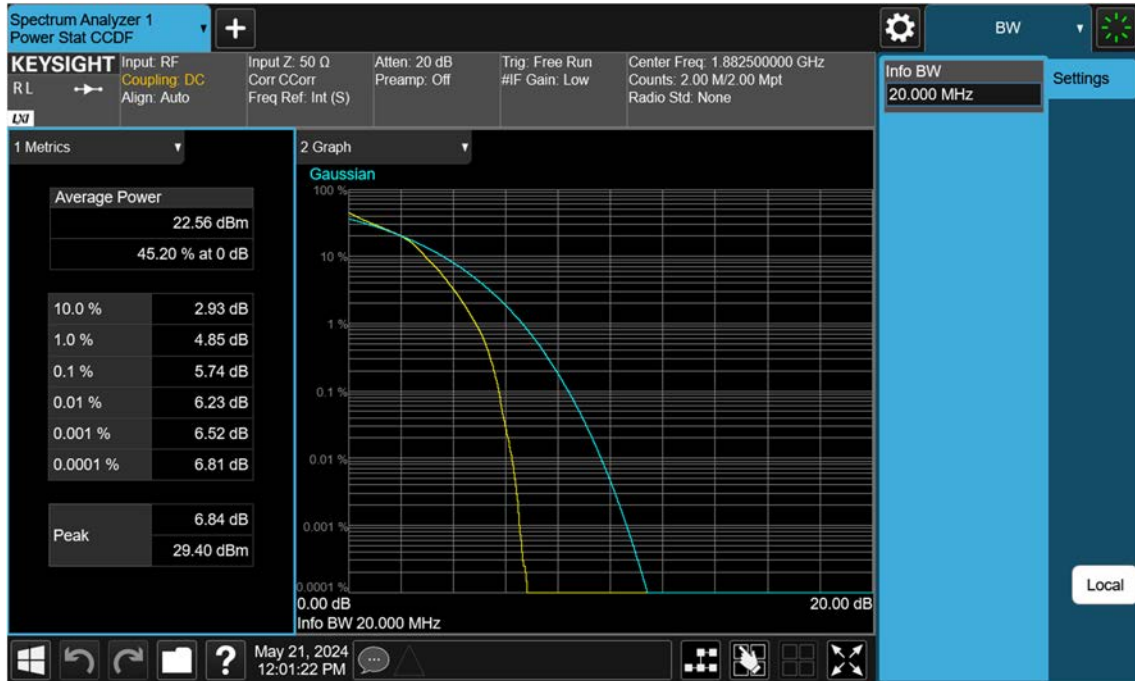 Spectrum Analyzer 1
Power Stat CCDF
+
BW
KEYSIGHT
RL
LXI
Input: RF
Coupling: DC
Align: Auto
Input Z: 50 Ω
Corr CCorr
Freq Ref: Int (S)
Atten: 20 dB
Preamp: Off
Trig: Free Run
#IF Gain: Low
Center Freq: 1.882500000 GHz
Counts: 2.00 M/2.00 Mpt
Radio Std: None
Info BW
20.000 MHz
Settings
1 Metrics
Average Power
22.56 dBm
45.20 % at 0 dB
10.0 % 2.93 dB
1.0 % 4.85 dB
0.1 % 5.74 dB
0.01 % 6.23 dB
0.001 % 6.52 dB
0.0001 % 6.81 dB
Peak
6.84 dB
29.40 dBm
2 Graph
Gaussian
100 %
10 %
1 %
0.1 %
0.01 %
0.001 %
0.0001 %
0.00 dB 20.00 dB
Info BW 20.000 MHz
Local
?
May 21, 2024
12:01:22 PM